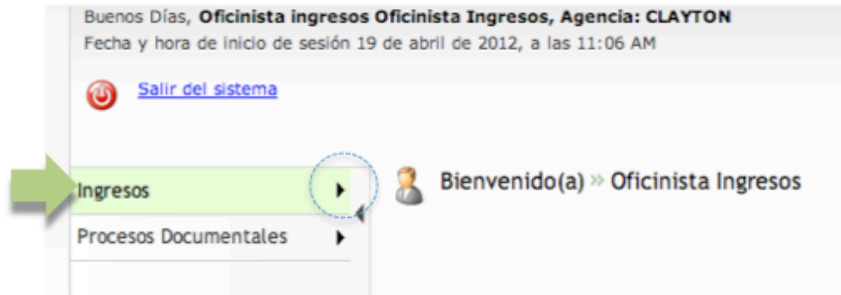 Buenos Días, Oficinista ingresos Oficinista Ingresos, Agencia: CLAYTON
Fecha y hora de inicio de sesión 19 de abril de 2012, a las 11:06 AM
Salir del sistema
Bienvenido(a) » Oficinista Ingresos
Ingresos
Procesos Documentales